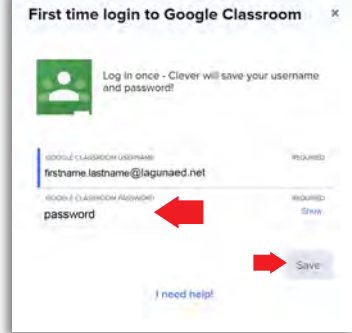 First time login to Google Classroom ×
Log in once - Clever will save your username
and password!
GOOGLE CLASSROOM USERNAME REQUIRED
firstname.lastname@lagunaed.net
GOOGLE CLASSROOM PASSWORD REQUIRED
password Show
Save
I need help!